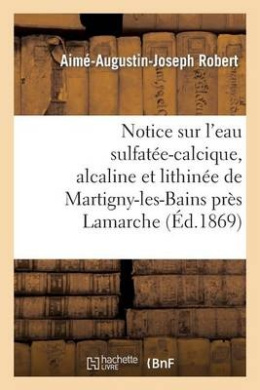 Aimé-Augustin-Joseph Robert
Notice sur l'eau sulfatée-calcique,
alcaline et lithinée de
Martigny-les-Bains près
Lamarche (Éd.1869)
hachette
LIVRE
{BnF